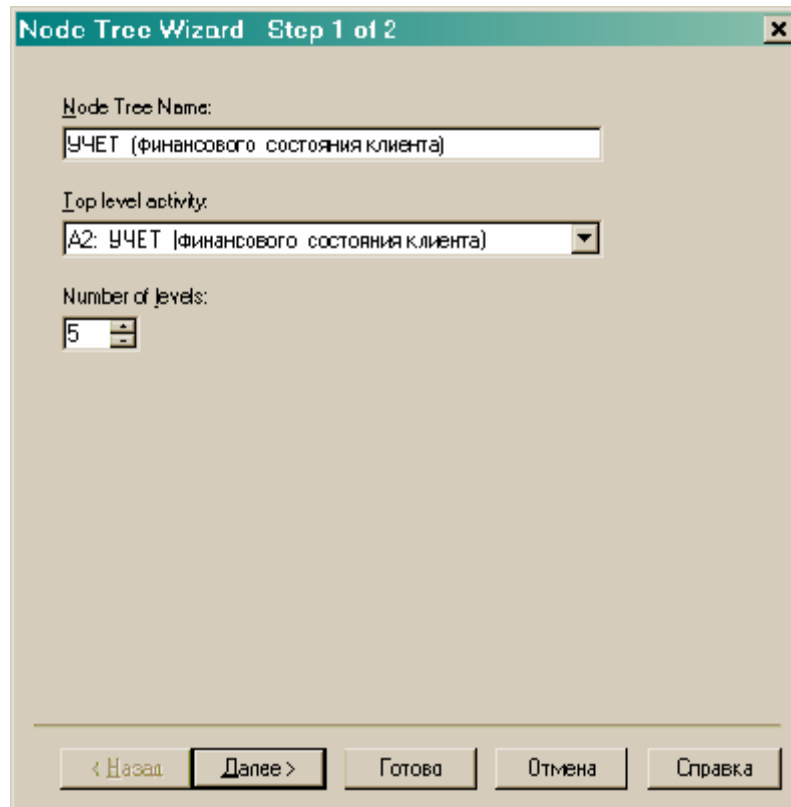 Node Tree Wizard Step 1 of 2
Node Tree Name:
УЧЕТ (финансового состояния клиента)
Top level activity:
A2: УЧЕТ (финансового состояния клиента)
Number of levels:
5
< Назад Далее > Готово Отмена Справка